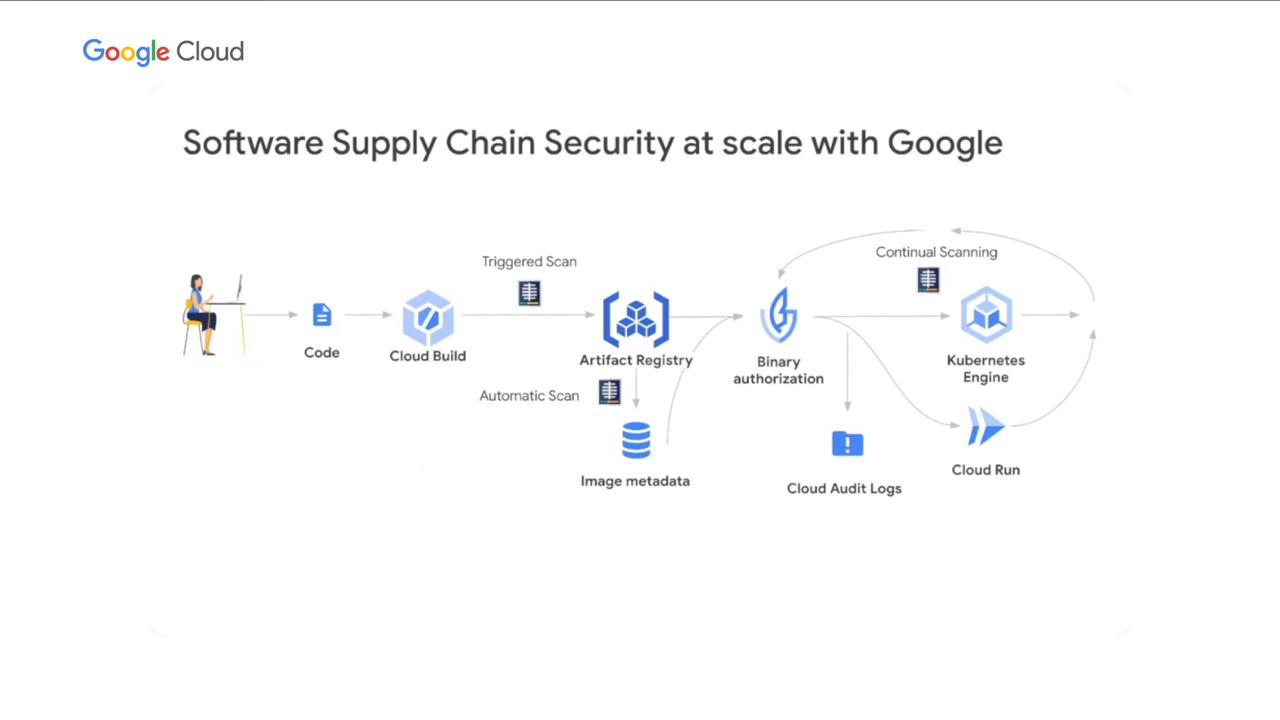 Google Cloud
Software Supply Chain Security at scale with Google
Triggered Scan
Continual Scanning
Code
Cloud Build
Artifact Registry
Binary
authorization
Kubernetes
Engine
Automatic Scan
Image metadata
Cloud Audit Logs
Cloud Run